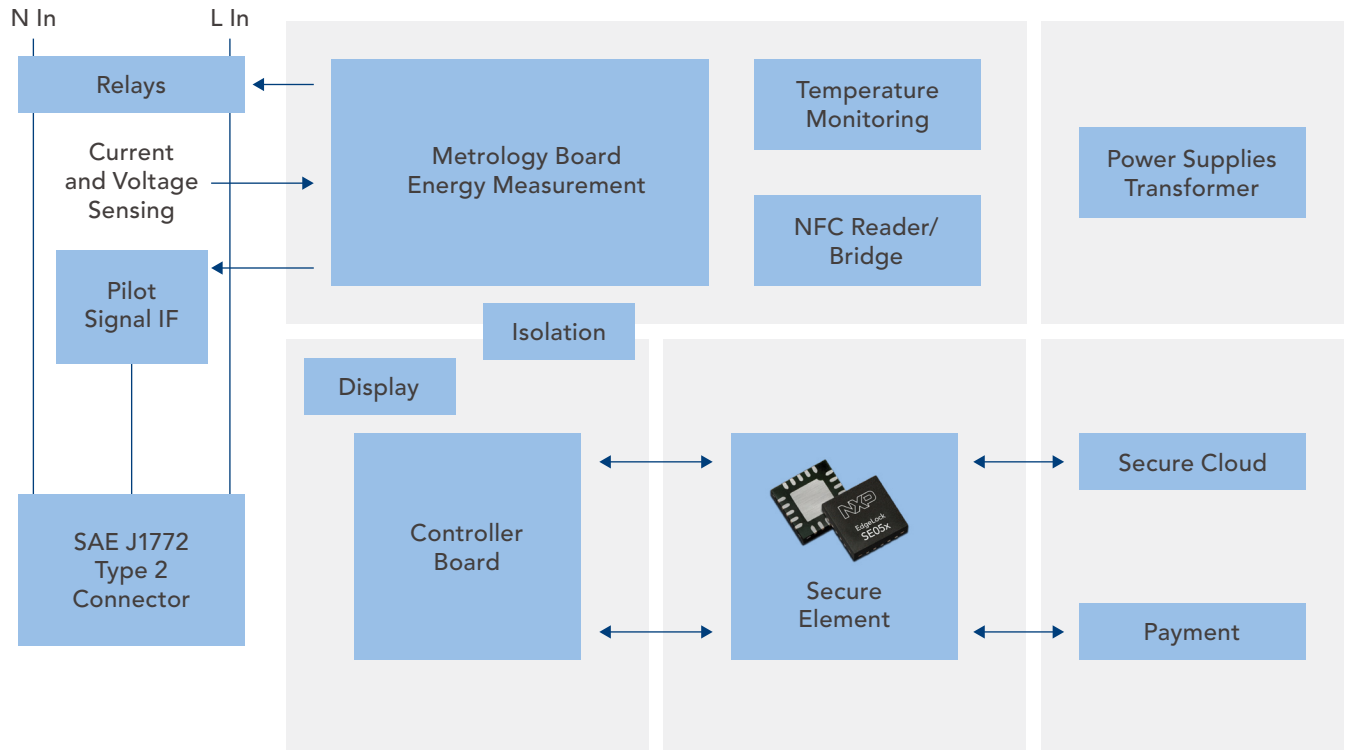 N In
L In
Relays
Current
and Voltage
Sensing
Pilot
Signal IF
SAE J1772
Type 2
Connector
Metrology Board
Energy Measurement
Temperature
Monitoring
NFC Reader/
Bridge
Power Supplies
Transformer
Isolation
Display
Controller
Board
NXP
EdgeLock
SE05x
Secure
Element
Secure Cloud
Payment